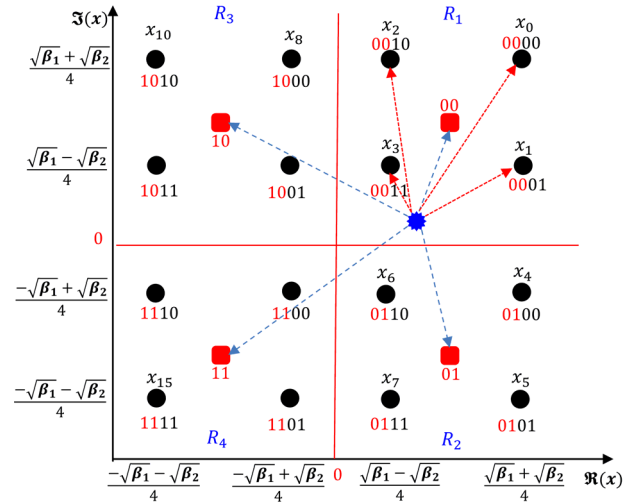 ℑ(x) R₃ R₁
x₁₀ x₈ x₂ x₀
0010 0000
√β₁ + √β₂ / 4
1010 1000
00
10
x₃ x₁
√β₁ − √β₂ / 4
1011 1001 0011 0001
0
x₆ x₄
−√β₁ + √β₂ / 4
1110 1100 0110 0100
11 01
x₁₅ x₇ x₅
−√β₁ − √β₂ / 4
1111 1101 0111 0101
R₄ R₂
−√β₁ − √β₂ / 4 −√β₁ + √β₂ / 4 0 √β₁ − √β₂ / 4 √β₁ + √β₂ / 4 ℜ(x)